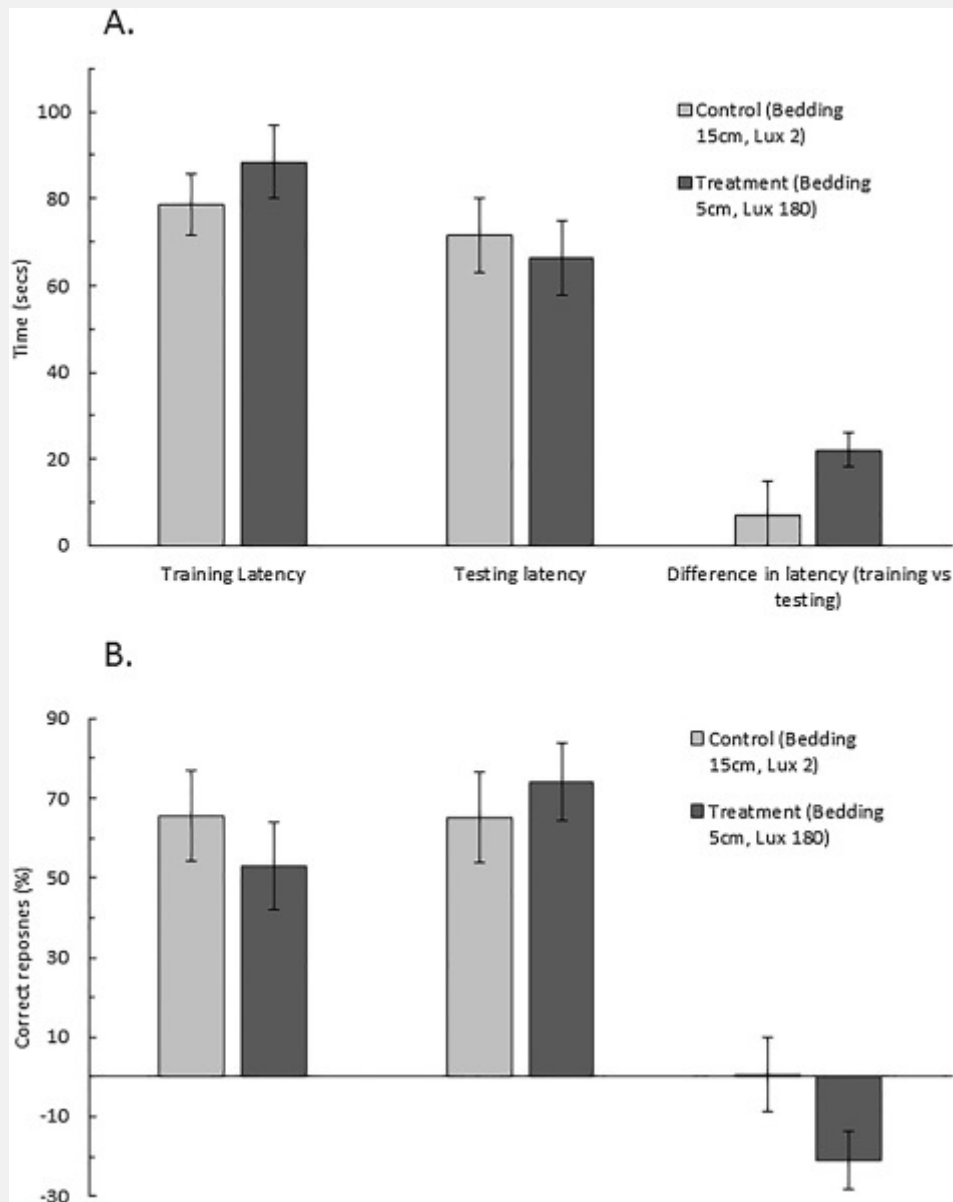 A.
100
80
60
40
20
0
Time (secs)
Control (Bedding
15cm, Lux 2)
Treatment (Bedding
5cm, Lux 180)
Training Latency
Testing latency
Difference in latency (training vs
testing)
B.
90
70
50
30
10
-10
-30
Correct reposnes (%)
Control (Bedding
15cm, Lux 2)
Treatment (Bedding
5cm, Lux 180)